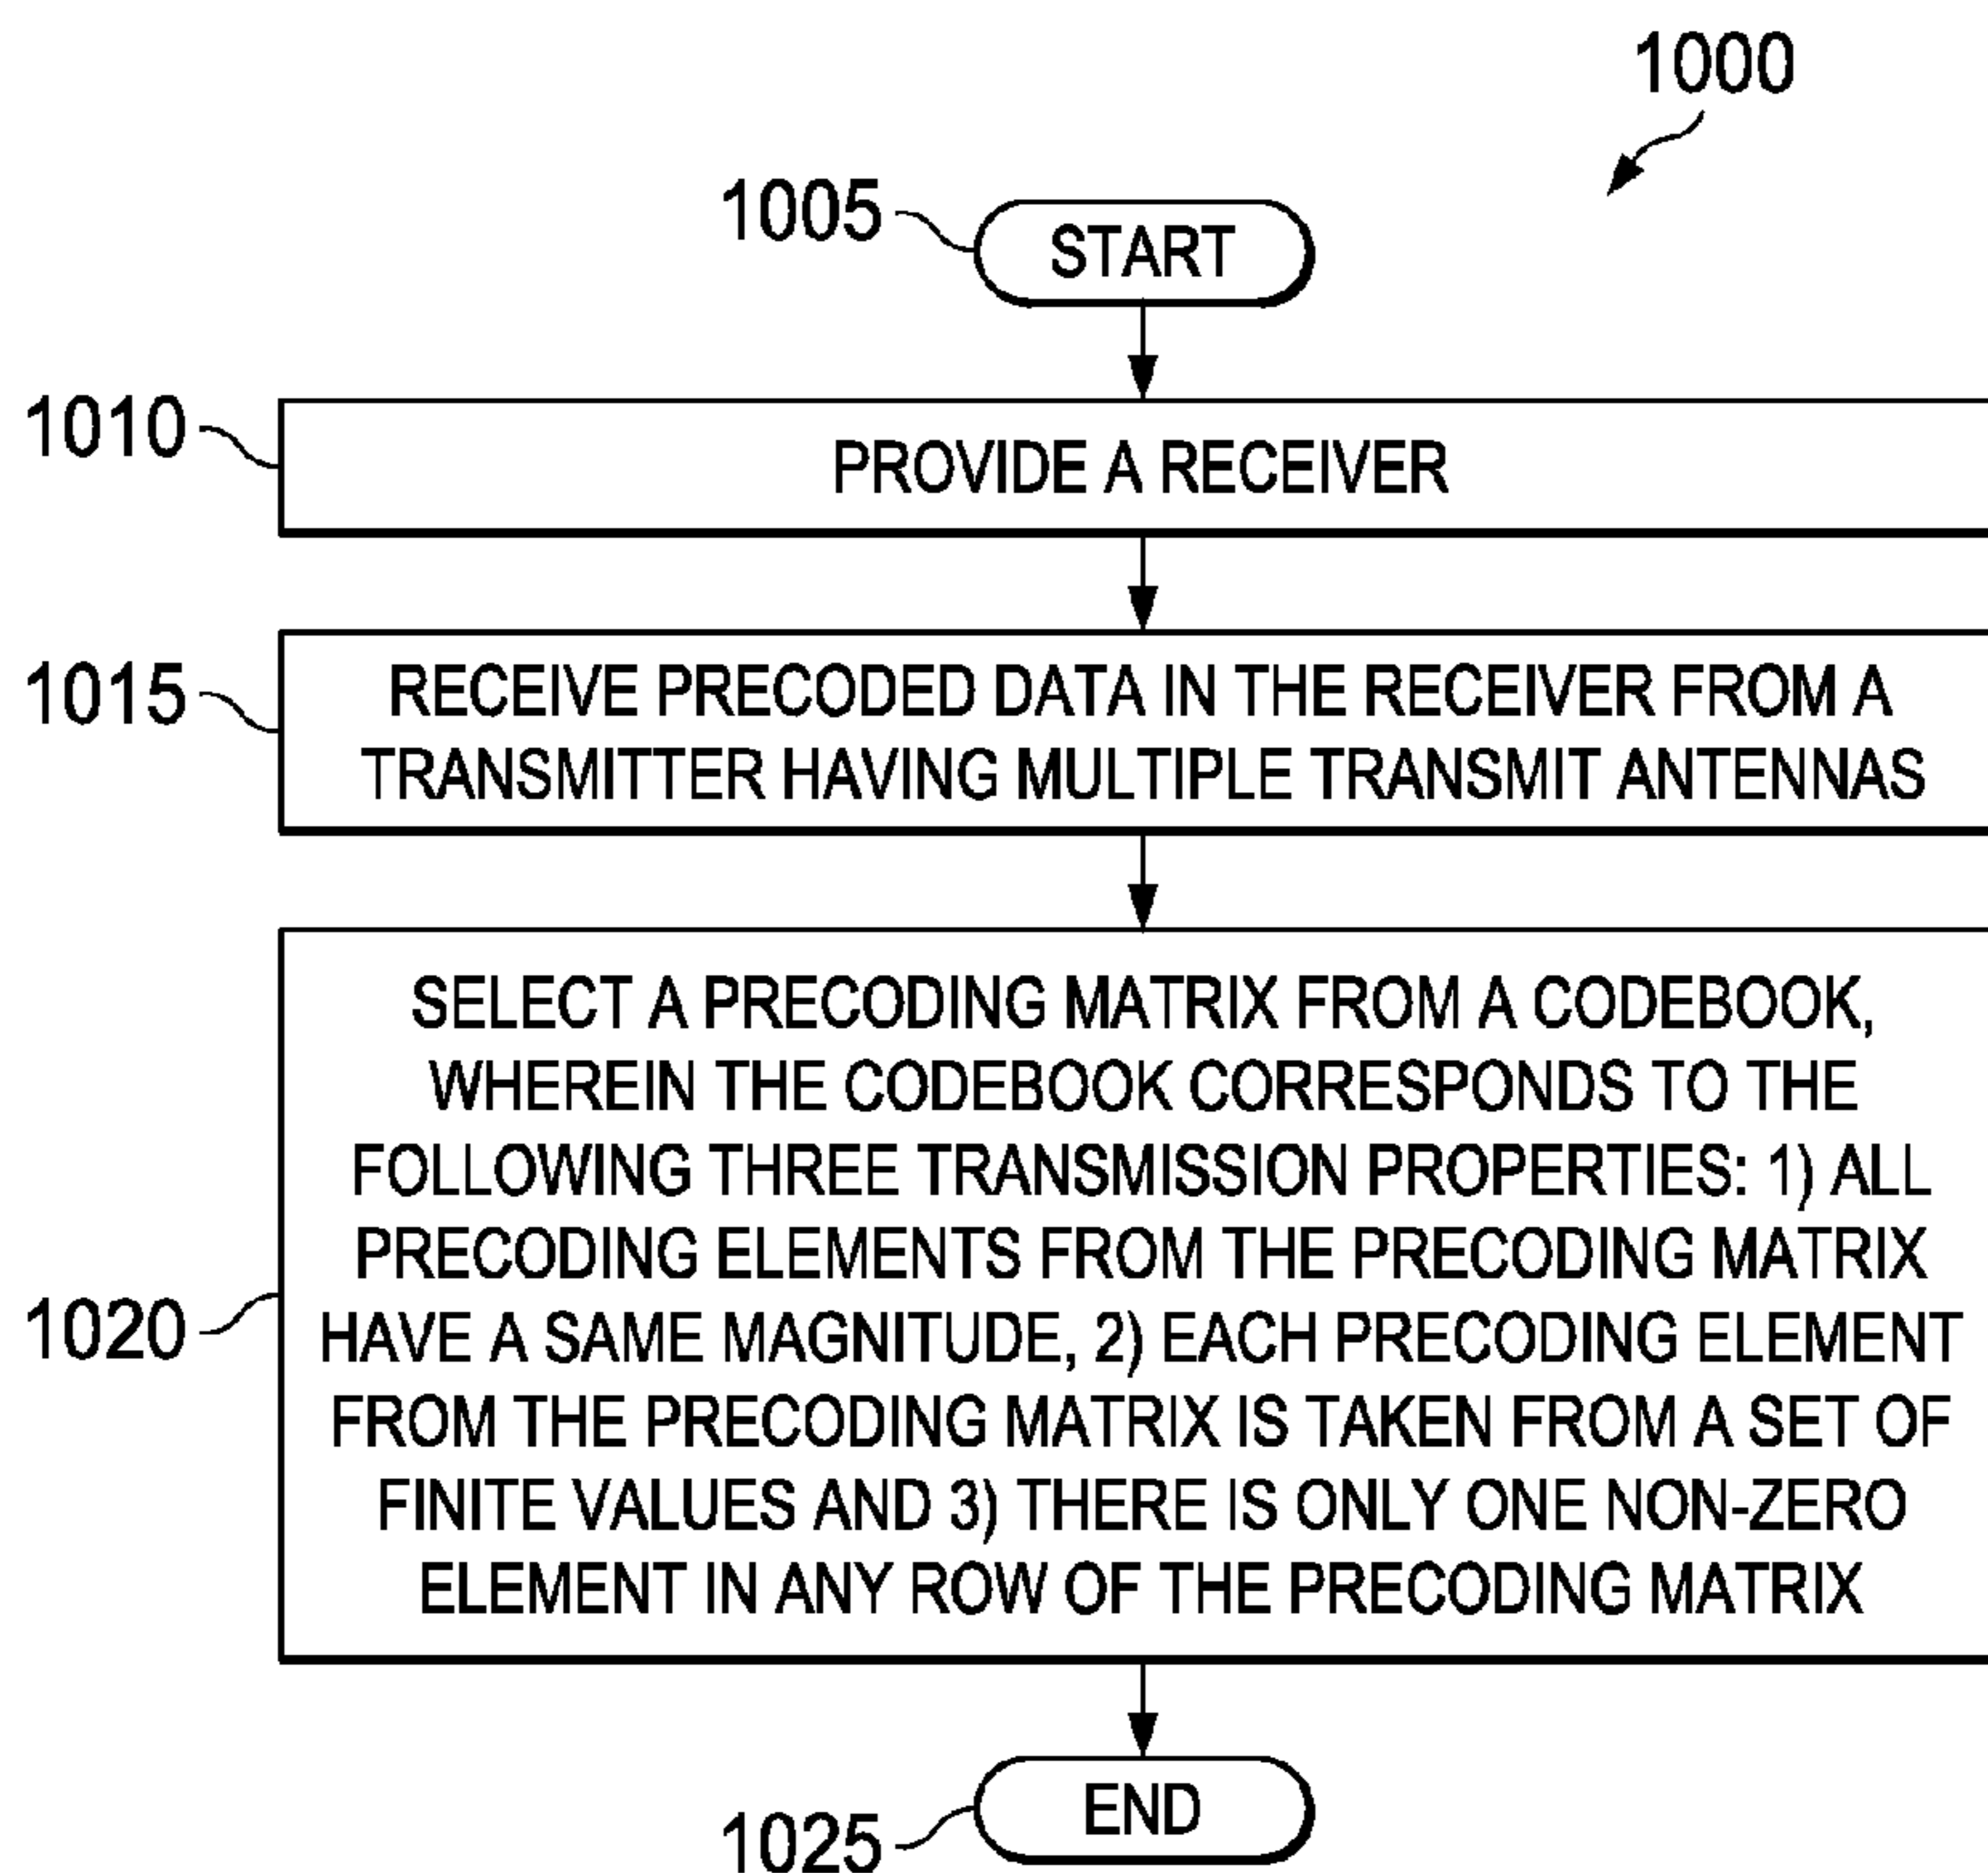 1000
1005
START
1010
PROVIDE A RECEIVER
1015
RECEIVE PRECODED DATA IN THE RECEIVER FROM A
TRANSMITTER HAVING MULTIPLE TRANSMIT ANTENNAS
1020
SELECT A PRECODING MATRIX FROM A CODEBOOK,
WHEREIN THE CODEBOOK CORRESPONDS TO THE
FOLLOWING THREE TRANSMISSION PROPERTIES: 1) ALL
PRECODING ELEMENTS FROM THE PRECODING MATRIX
HAVE A SAME MAGNITUDE, 2) EACH PRECODING ELEMENT
FROM THE PRECODING MATRIX IS TAKEN FROM A SET OF
FINITE VALUES AND 3) THERE IS ONLY ONE NON-ZERO
ELEMENT IN ANY ROW OF THE PRECODING MATRIX
END
1025